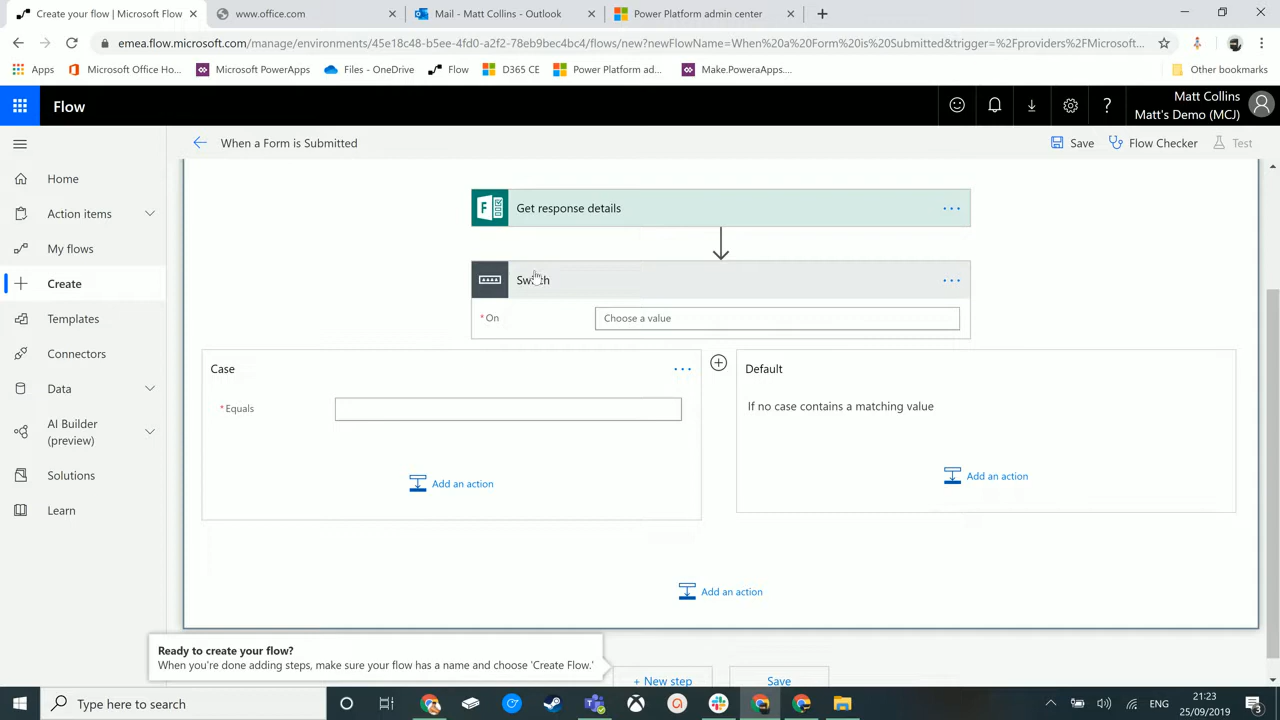 Create your flow | Microsoft Flow
www.office.com
Mail - Matt Collins - Outlook
Power Platform admin center
emea.flow.microsoft.com/manage/environments/45e18c48-b5ee-4fd0-a2f2-78eb9bec4bc4/flows/new?newFlowName=When%20a%20Form%20is%20Submitted&trigger=%2Fproviders%2FMicrosoft...
Apps
Microsoft Office Ho...
Microsoft PowerApps
Files - OneDrive
Flow
D365 CE
Power Platform ad...
Make.PoweraApps....
Other bookmarks
Flow
Matt Collins
Matt's Demo (MCJ)
When a Form is Submitted
Save
Flow Checker
Test
Home
Action items
My flows
Create
Templates
Connectors
Data
AI Builder
(preview)
Solutions
Learn
Get response details
Switch
* On
Choose a value
Case
* Equals
Add an action
Default
If no case contains a matching value
Add an action
Add an action
Ready to create your flow?
When you're done adding steps, make sure your flow has a name and choose 'Create Flow.'
+ New step
Save
Type here to search
ENG
21:23
25/09/2019